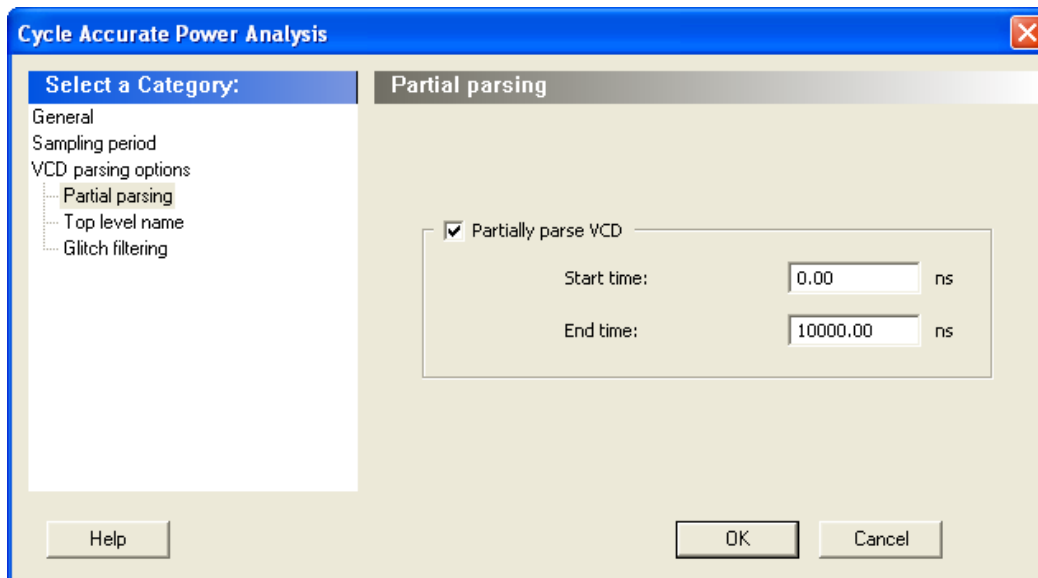 Cycle Accurate Power Analysis
Select a Category:
General
Sampling period
VCD parsing options
Partial parsing
Top level name
Glitch filtering
Partial parsing
Partially parse VCD
Start time: 0.00 ns
End time: 10000.00 ns
Help
OK
Cancel